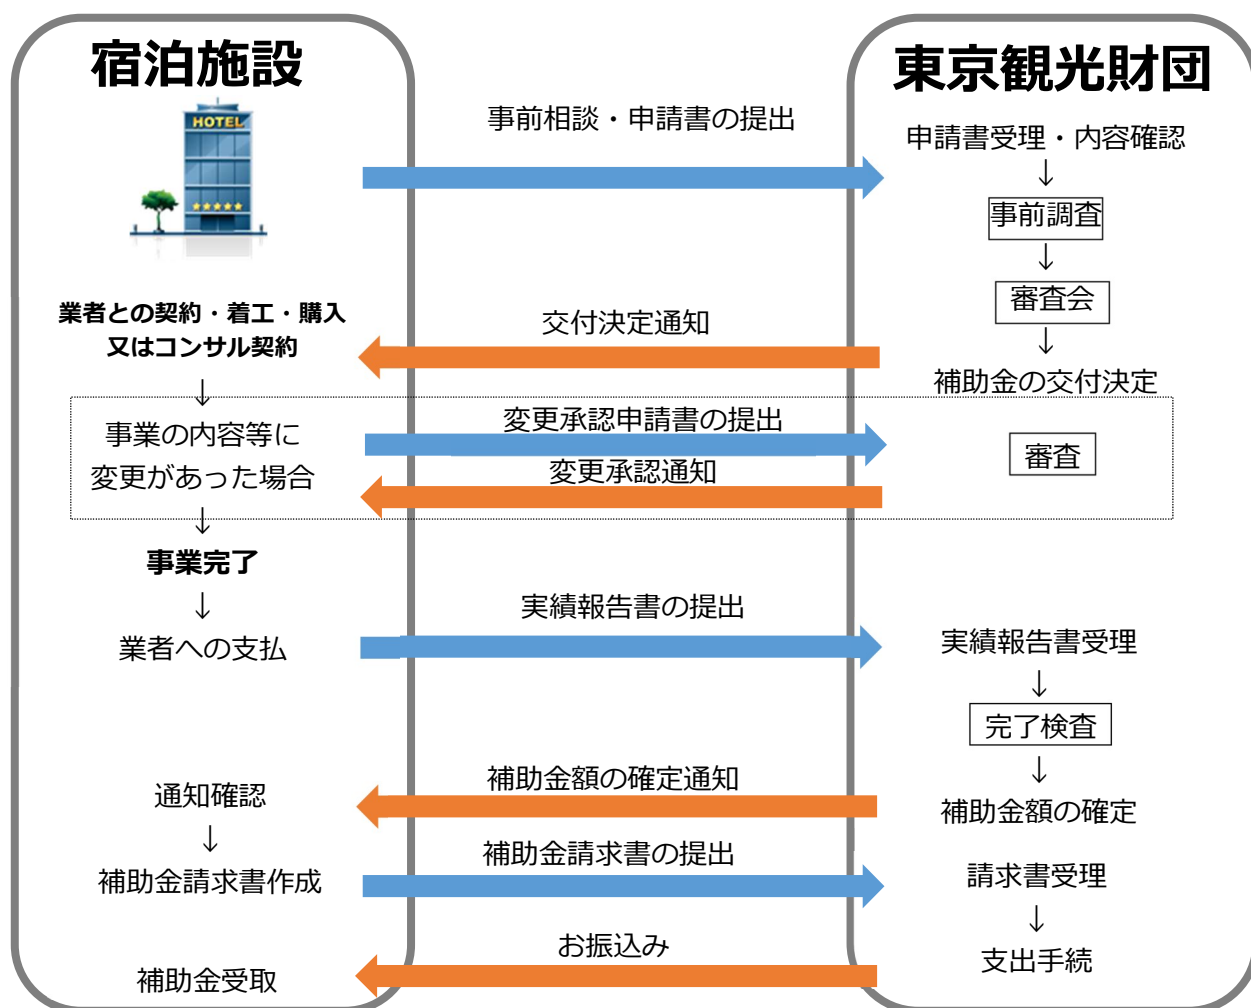 宿泊施設
東京観光財団
HOTEL
事前相談・申請書の提出
申請書受理・内容確認
↓
事前調査
↓
審査会
↓
補助金の交付決定
交付決定通知
業者との契約・着工・購入
又はコンサル契約
↓
事業の内容等に
変更があった場合
変更承認申請書の提出
審査
変更承認通知
↓
事業完了
↓
業者への支払
実績報告書の提出
実績報告書受理
↓
完了検査
↓
補助金額の確定
補助金額の確定通知
通知確認
↓
補助金請求書作成
補助金請求書の提出
請求書受理
↓
支出手続
お振込み
補助金受取